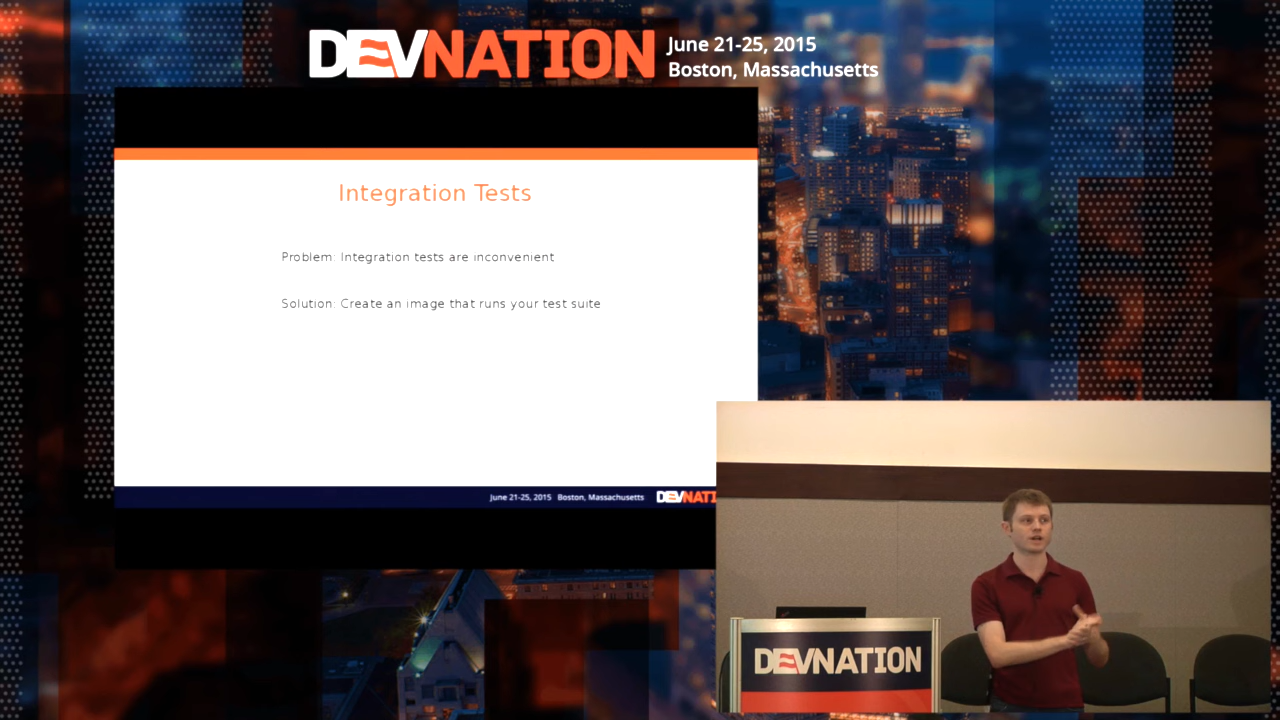 DEVNATION
June 21-25, 2015
Boston, Massachusetts
Integration Tests
Problem: Integration tests are inconvenient
Solution: Create an image that runs your test suite
June 21-25, 2015 Boston, Massachusetts DEVNATI
DEVNATION